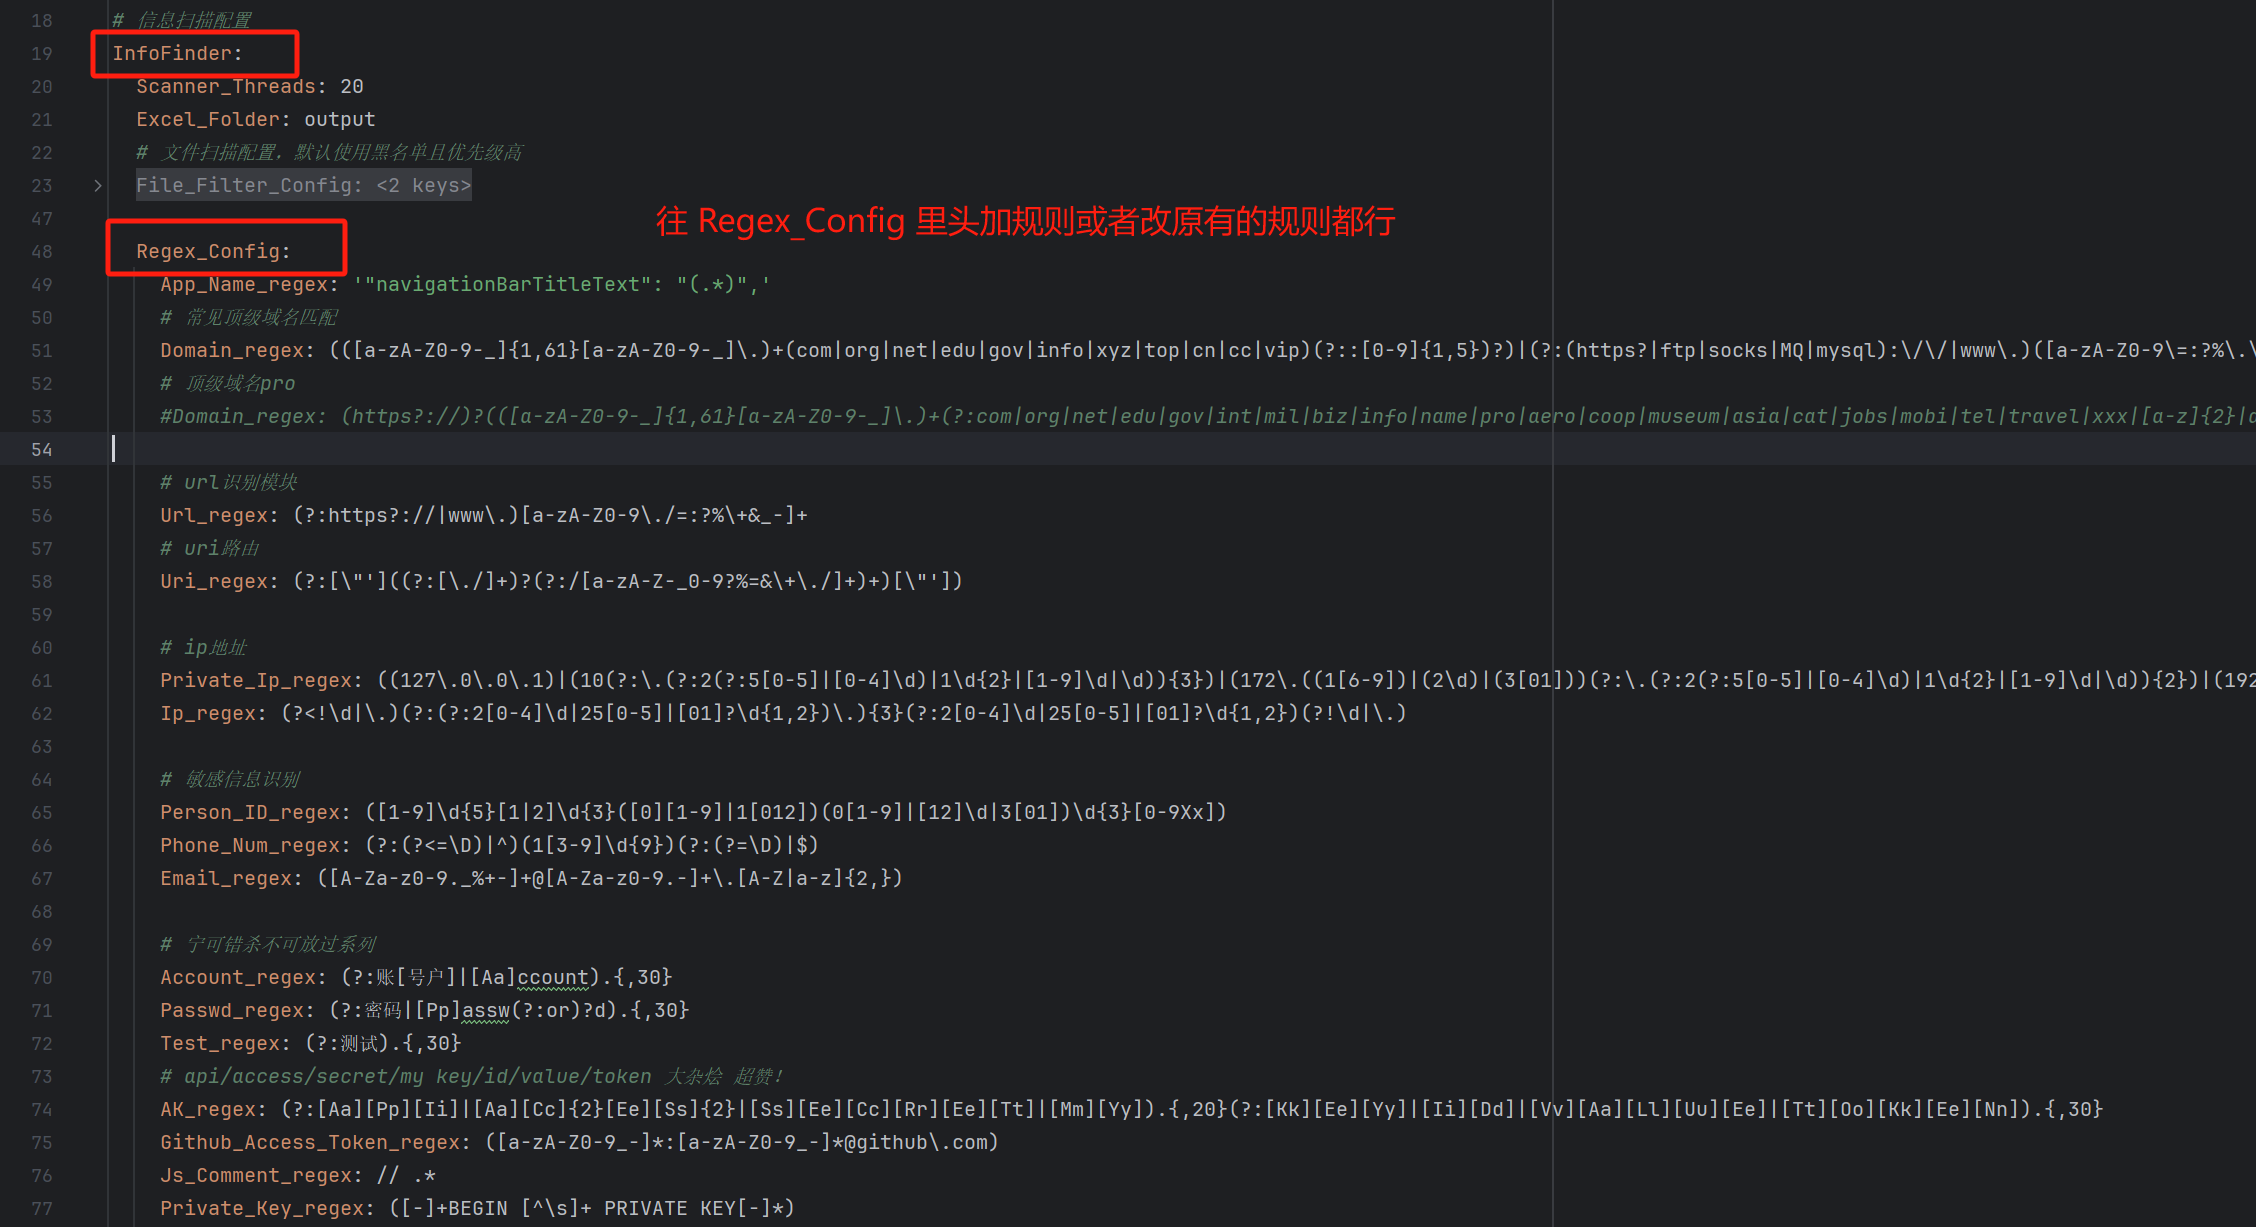 18 # 信息扫描配置
19 InfoFinder:
20 Scanner_Threads: 20
21 Excel_Folder: output
22 # 文件扫描配置，默认使用黑名单且优先级高
23 File_Filter_Config: <2 keys>
47
往 Regex_Config 里头加规则或者改原有的规则都行
48 Regex_Config:
49 App_Name_regex: '"navigationBarTitleText": "(.*)",'
50 # 常见顶级域名匹配
51 Domain_regex: (([a-zA-Z0-9-_]{1,61}[a-zA-Z0-9-_]\.)+(com|org|net|edu|gov|info|xyz|top|cn|cc|vip)(?::[0-9]{1,5})?)|(?:(https?|ftp|socks|MQ|mysql):\/\/|www\.)([a-zA-Z0-9\=:?%\.\
52 # 顶级域名pro
53 #Domain_regex: (https?://)?(([a-zA-Z0-9-_]{1,61}[a-zA-Z0-9-_]\.)+(?:com|org|net|edu|gov|int|mil|biz|info|name|pro|aero|coop|museum|asia|cat|jobs|mobi|tel|travel|xxx|[a-z]{2}|
54
55 # url识别模块
56 Url_regex: (?:https?://|www\.)[a-zA-Z0-9\./=:?%\+&_-]+
57 # uri路由
58 Uri_regex: (?:[\"']((?:[\./]+)?(?:/[a-zA-Z-_0-9?%=&\+\./]+)+)[\"'])
59
60 # ip地址
61 Private_Ip_regex: ((127\.0\.0\.1)|(10(?:\.(?:2(?:5[0-5]|[0-4]\d)|1\d{2}|[1-9]\d|\d)){3})|(172\.((1[6-9])|(2\d)|(3[01]))(?:\.(?:2(?:5[0-5]|[0-4]\d)|1\d{2}|[1-9]\d|\d)){2})|(192
62 Ip_regex: (?<!\d|\.)(?:(?:2[0-4]\d|25[0-5]|[01]?\d{1,2})\.){3}(?:2[0-4]\d|25[0-5]|[01]?\d{1,2})(?!\d|\.)
63
64 # 敏感信息识别
65 Person_ID_regex: ([1-9]\d{5}[1|2]\d{3}([0][1-9]|1[012])(0[1-9]|[12]\d|3[01])\d{3}[0-9Xx])
66 Phone_Num_regex: (?:(?<=\D)|^)(1[3-9]\d{9})(?:(?=\D)|$)
67 Email_regex: ([A-Za-z0-9._%+-]+@[A-Za-z0-9.-]+\.[A-Z|a-z]{2,})
68
69 # 宁可错杀不可放过系列
70 Account_regex: (?:账[号户]|[Aa]ccount).{,30}
71 Passwd_regex: (?:密码|[Pp]assw(?:or)?d).{,30}
72 Test_regex: (?:测试).{,30}
73 # api/access/secret/my key/id/value/token 大杂烩 超赞!
74 AK_regex: (?:[Aa][Pp][Ii]|[Aa][Cc]{2}[Ee][Ss]{2}|[Ss][Ee][Cc][Rr][Ee][Tt]|[Mm][Yy]).{,20}(?:[Kk][Ee][Yy]|[Ii][Dd]|[Vv][Aa][Ll][Uu][Ee]|[Tt][Oo][Kk][Ee][Nn]).{,30}
75 Github_Access_Token_regex: ([a-zA-Z0-9_-]*:[a-zA-Z0-9_-]*@github\.com)
76 Js_Comment_regex: // .*
77 Private_Key_regex: ([-]+BEGIN [^\s]+ PRIVATE KEY[-]*)